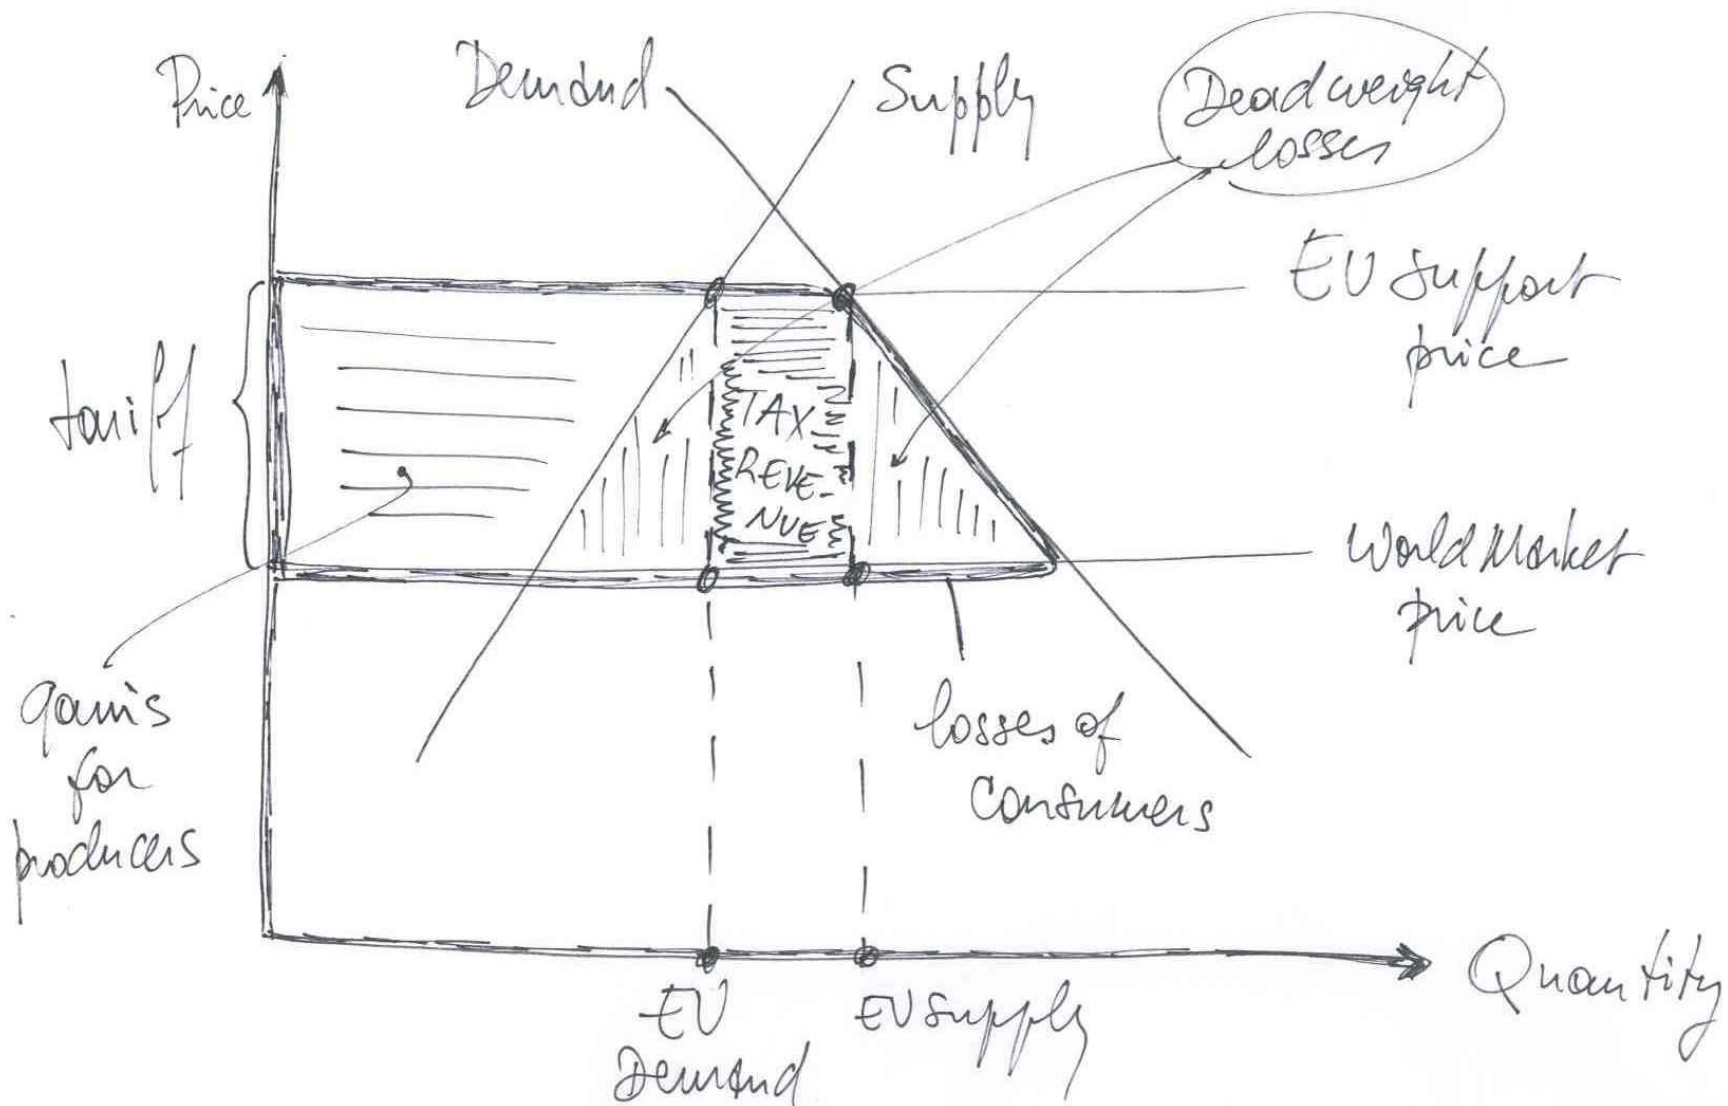 Price
Demand
Supply
Deadweight
losses
EU support
price
tariff
TAX
REVE-
NUE
World Market
price
gains
for
producers
losses of
Consumers
Quantity
EU
Demand
EU supply